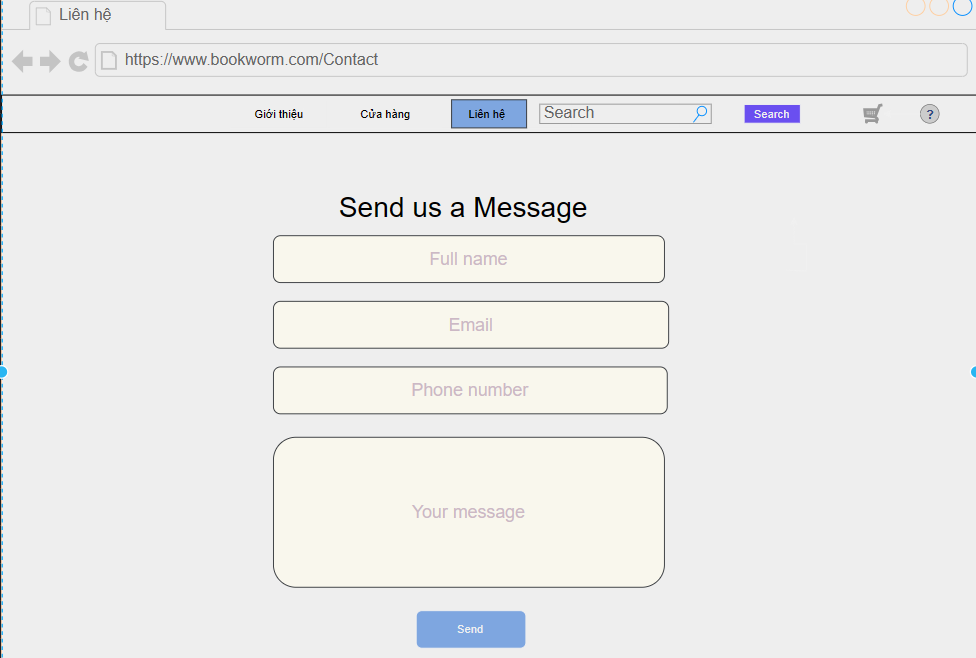 Liên hệ
https://www.bookworm.com/Contact
Giới thiệu Cửa hàng Liên hệ Search Search ?
Send us a Message
Full name
Email
Phone number
Your message
Send